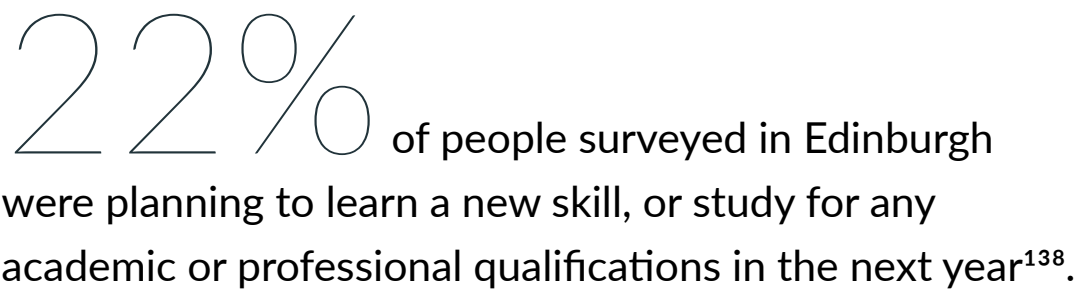 22% of people surveyed in Edinburgh
were planning to learn a new skill, or study for any
academic or professional qualifications in the next year¹³⁸.